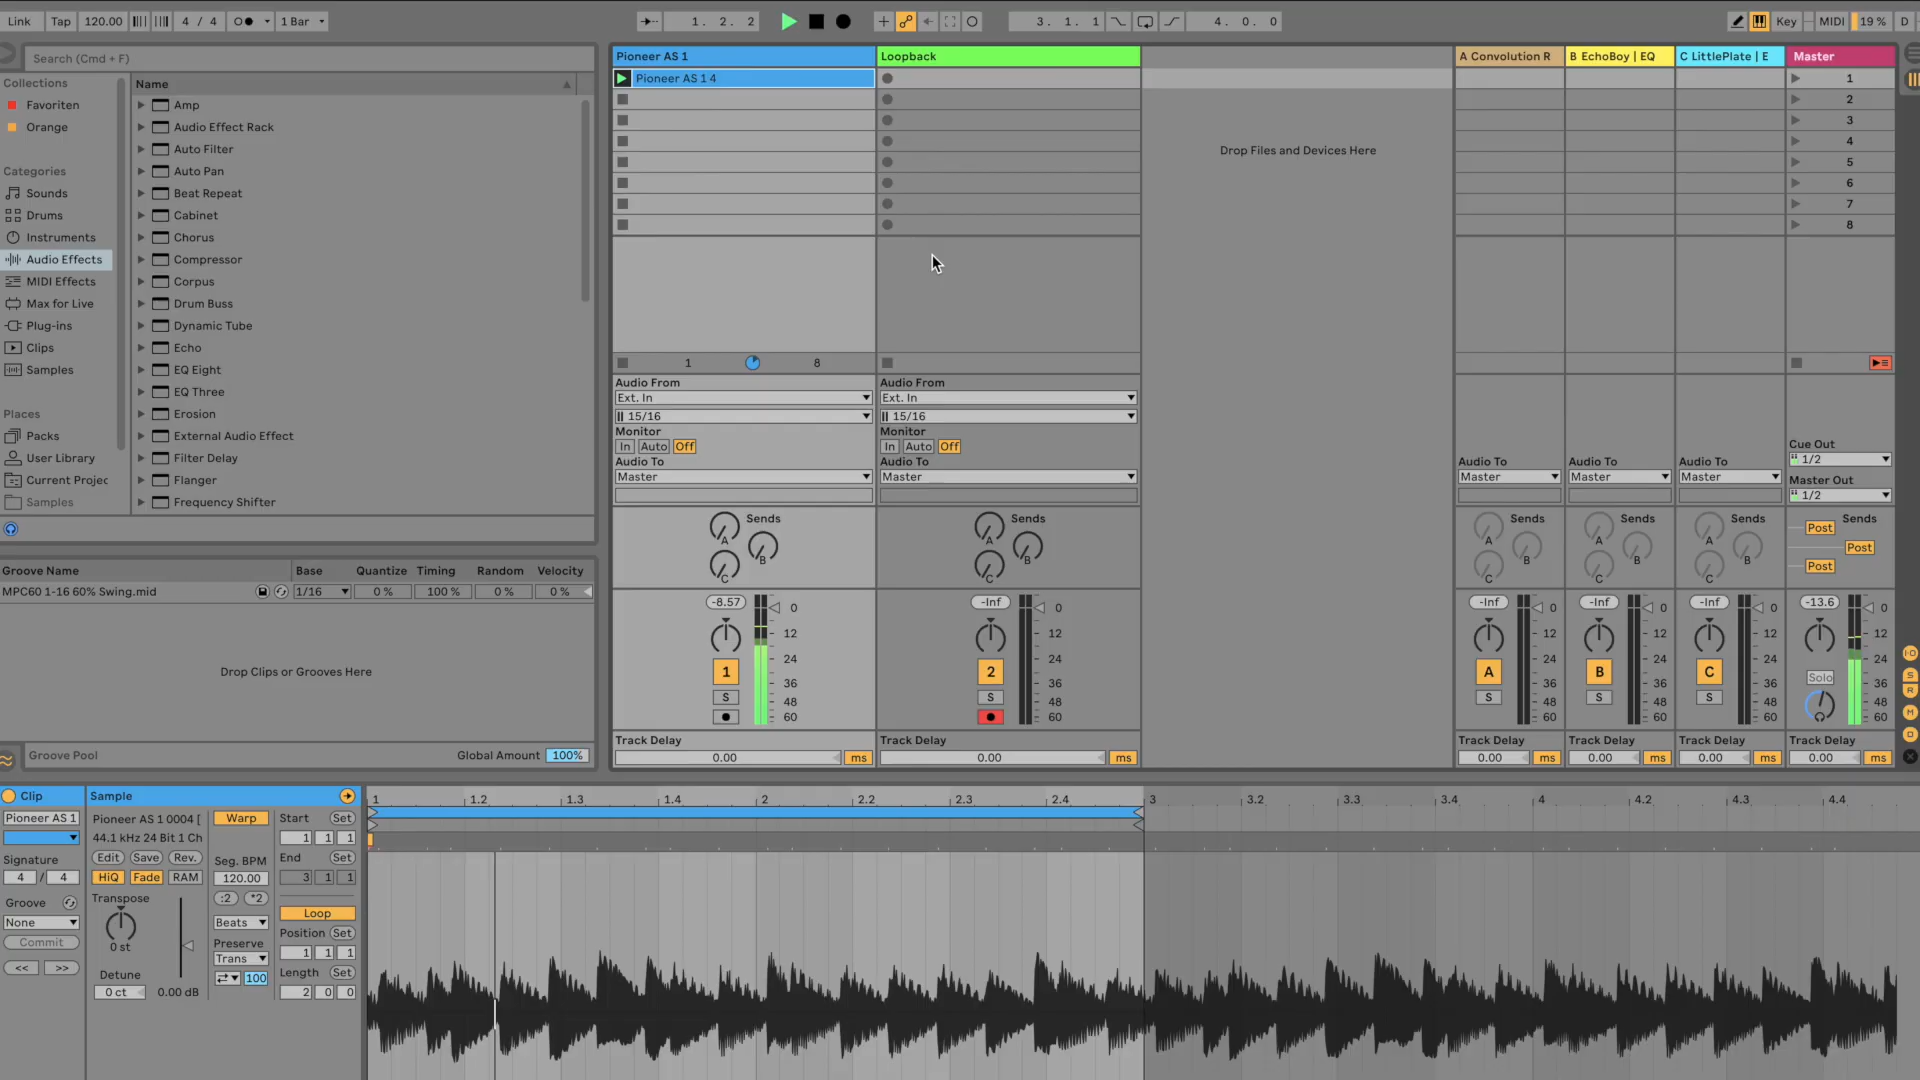 Link Tap 120.00 4 / 4 1 Bar 1. 2. 2 3. 1. 1 4. 0. 0 Key MIDI 19 % D
Search (Cmd + F)
Collections
Favoriten
Orange
Categories
Sounds
Drums
Instruments
Audio Effects
MIDI Effects
Max for Live
Plug-ins
Clips
Samples
Places
Packs
User Library
Current Projec
Samples
Name
Amp
Audio Effect Rack
Auto Filter
Auto Pan
Beat Repeat
Cabinet
Chorus
Compressor
Corpus
Drum Buss
Dynamic Tube
Echo
EQ Eight
EQ Three
Erosion
External Audio Effect
Filter Delay
Flanger
Frequency Shifter
Groove Name Base Quantize Timing Random Velocity
MPC60 1-16 60% Swing.mid 1/16 0 % 100 % 0 % 0 %
Drop Clips or Grooves Here
Groove Pool Global Amount 100%
Pioneer AS 1 Loopback A Convolution R B EchoBoy | EQ C LittlePlate | E Master
Pioneer AS 1 4 1
2
3
4
5
6
7
8
Drop Files and Devices Here
1 8
Audio From Audio From
Ext. In Ext. In
15/16 15/16
Monitor Monitor Cue Out
In Auto Off In Auto Off 1/2
Audio To Audio To Audio To Audio To Audio To Master Out
Master Master Master Master Master 1/2
Sends Sends Sends Sends Sends Sends
A B C A B C A B C A B C A B C Post Post Post
-8.57 -Inf -Inf -Inf -Inf -13.6
0 0 0 0 0 0
12 12 12 12 12 12
24 24 24 24 24 24
1 2 A B C Solo
36 36 36 36 36 36
S S S S S
48 48 48 48 48 48
60 60 60 60 60 60
I-O
S
R
M
D
Track Delay Track Delay Track Delay Track Delay Track Delay Track Delay
0.00 ms 0.00 ms 0.00 ms 0.00 ms 0.00 ms 0.00 ms
Clip
Pioneer AS 1
Signature
4 / 4
Groove
None
Commit
<< >>
Sample
Pioneer AS 1 0004 [
44.1 kHz 24 Bit 1 Ch
Edit Save Rev.
HiQ Fade RAM
Transpose
0 st
Detune
0 ct 0.00 dB
Warp
Seg. BPM
120.00
:2 *2
Beats
Preserve
Trans
100
Start Set
1 1 1
End Set
3 1 1
Loop
Position Set
1 1 1
Length Set
2 0 0
1 1.2 1.3 1.4 2 2.2 2.3 2.4 3 3.2 3.3 3.4 4 4.2 4.3 4.4